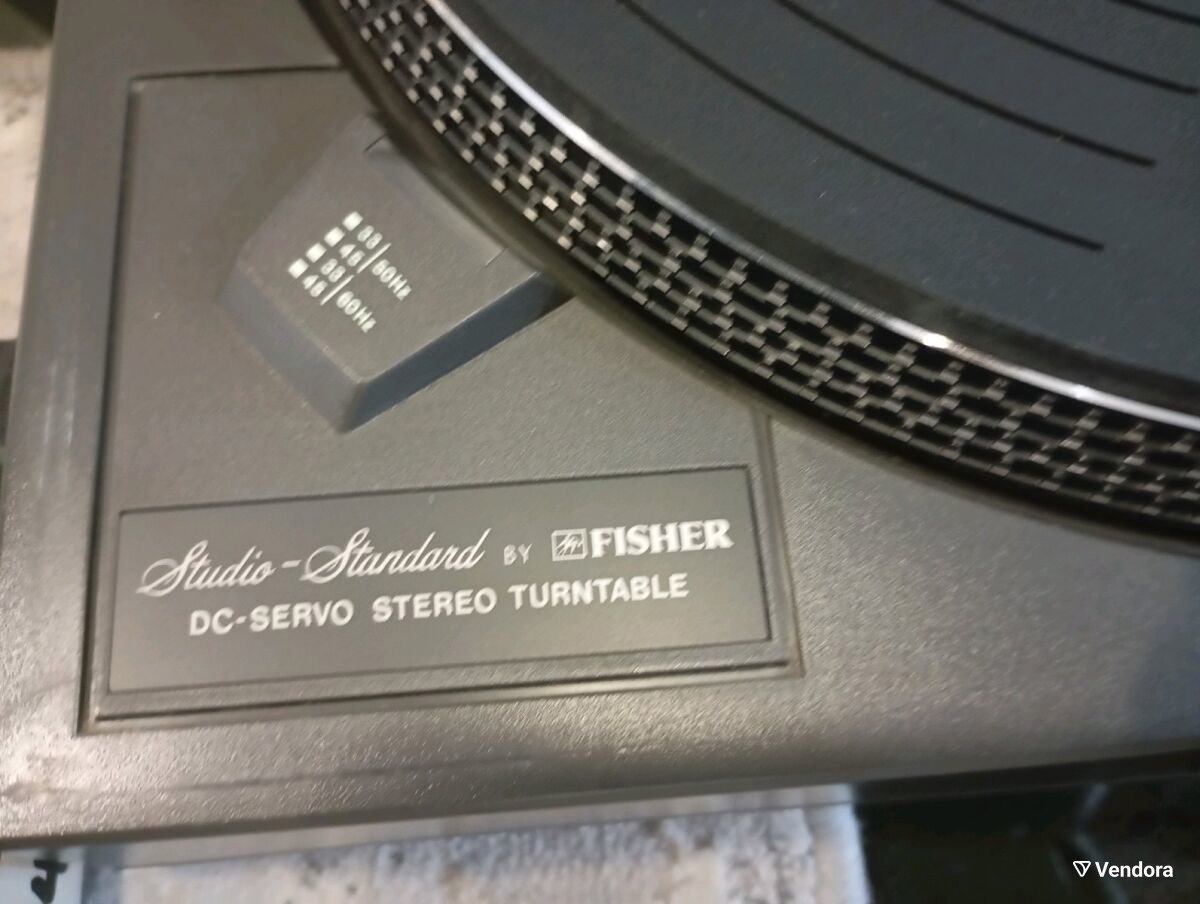 33
45
50Hz
33
45
60Hz
Studio-Standard BY FISHER
DC-SERVO STEREO TURNTABLE
Vendora